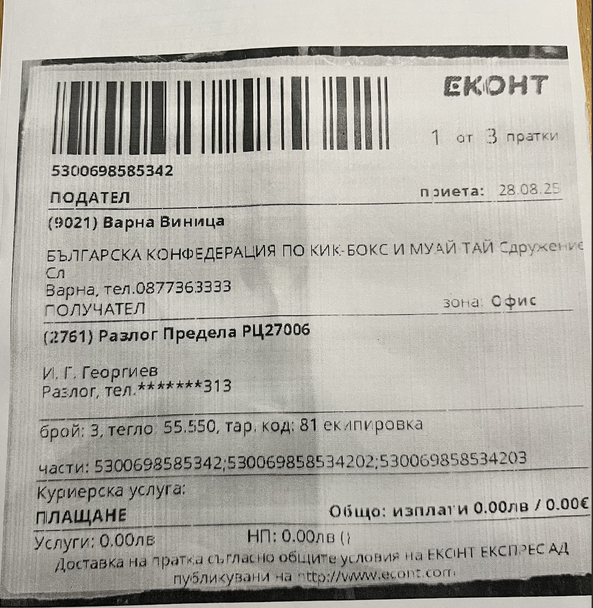 ЕКОНТ
1 от 3 пратки
5300698585342
ПОДАТЕЛ приета: 28.08.25
(9021) Варна Виница
БЪЛГАРСКА КОНФЕДЕРАЦИЯ ПО КИК-БОКС И МУАЙ ТАЙ Сдружение
Сл
Варна, тел.0877363333
ПОЛУЧАТЕЛ зона: Офис
(2761) Разлог Предела РЦ27006
И. Г. Георгиев
Разлог, тел.*******313
брой: 3, тегло: 55.550, тар. код: 81 екипировка
части: 5300698585342;530069858534202;530069858534203
Куриерска услуга:
ПЛАЩАНЕ Общо: изплати 0.00лв / 0.00€
Услуги: 0.00лв НП: 0.00лв ()
Доставка на пратка съгласно общите условия на ЕКОНТ ЕКСПРЕС АД
публикувани на http://www.econt.com